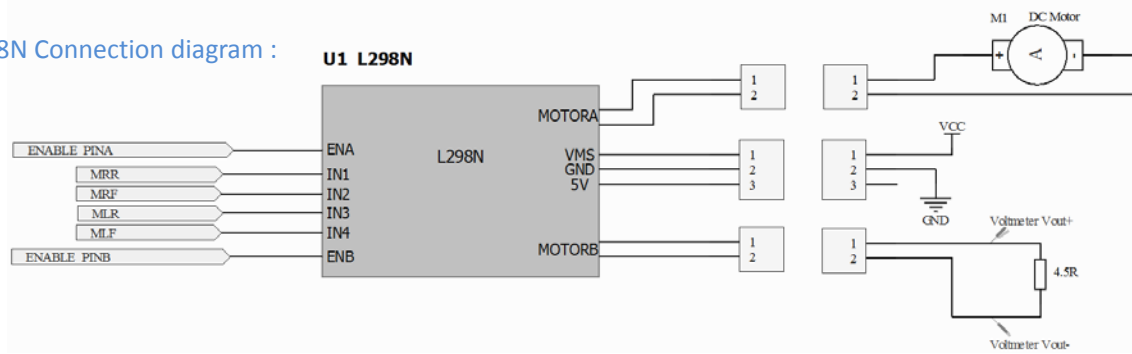 8N Connection diagram :
U1 L298N
M1 DC Motor
+ A -
MOTORA
1
2
1
2
ENABLE PINA
ENA
L298N
MRR
IN1
MRF
IN2
MLR
IN3
MLF
IN4
ENABLE PINB
ENB
VMS
GND
5V
1
2
3
1
2
3
VCC
GND
MOTORB
1
2
1
2
Voltmeter Vout+
4.5R
Voltmeter Vout-